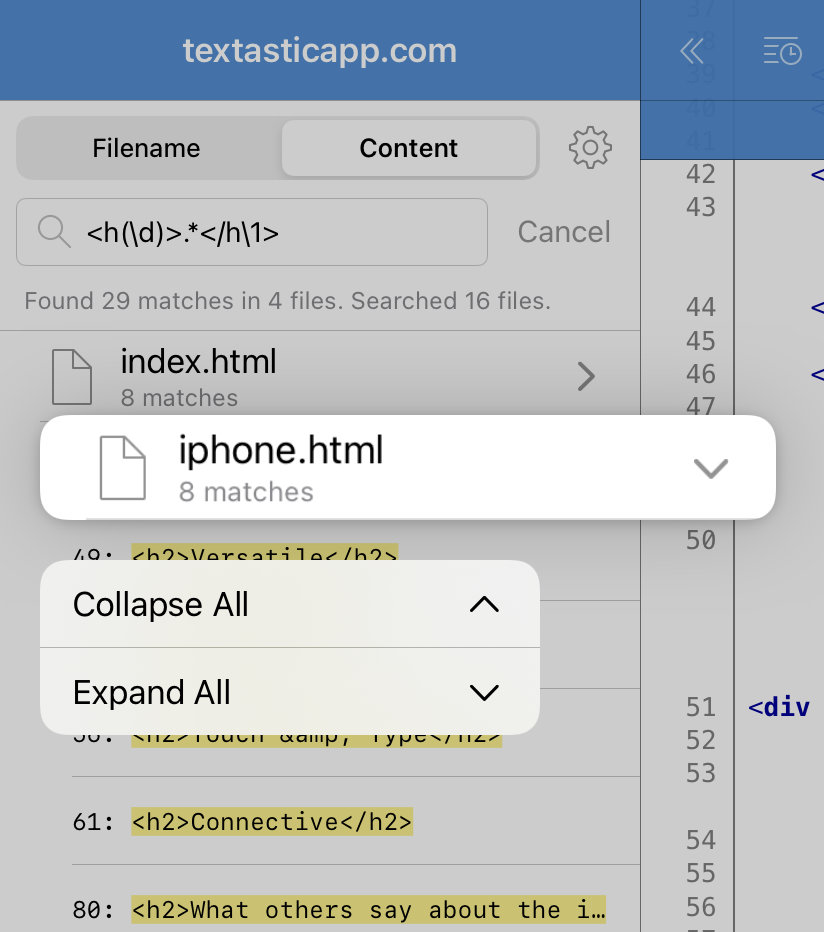 textasticapp.com
Filename
Content
<h(\d)>.*</h\1>
Cancel
Found 29 matches in 4 files. Searched 16 files.
index.html
8 matches
iphone.html
8 matches
49: <h2>Versatile</h2>
Collapse All
Expand All
56: <h2>Touch &amp; Type</h2>
61: <h2>Connective</h2>
80: <h2>What others say about the i…
37
38
39 <
40 <
41
42 <
43
44 <
45
46 <
47
50
51 <div
52
53
54
55
56